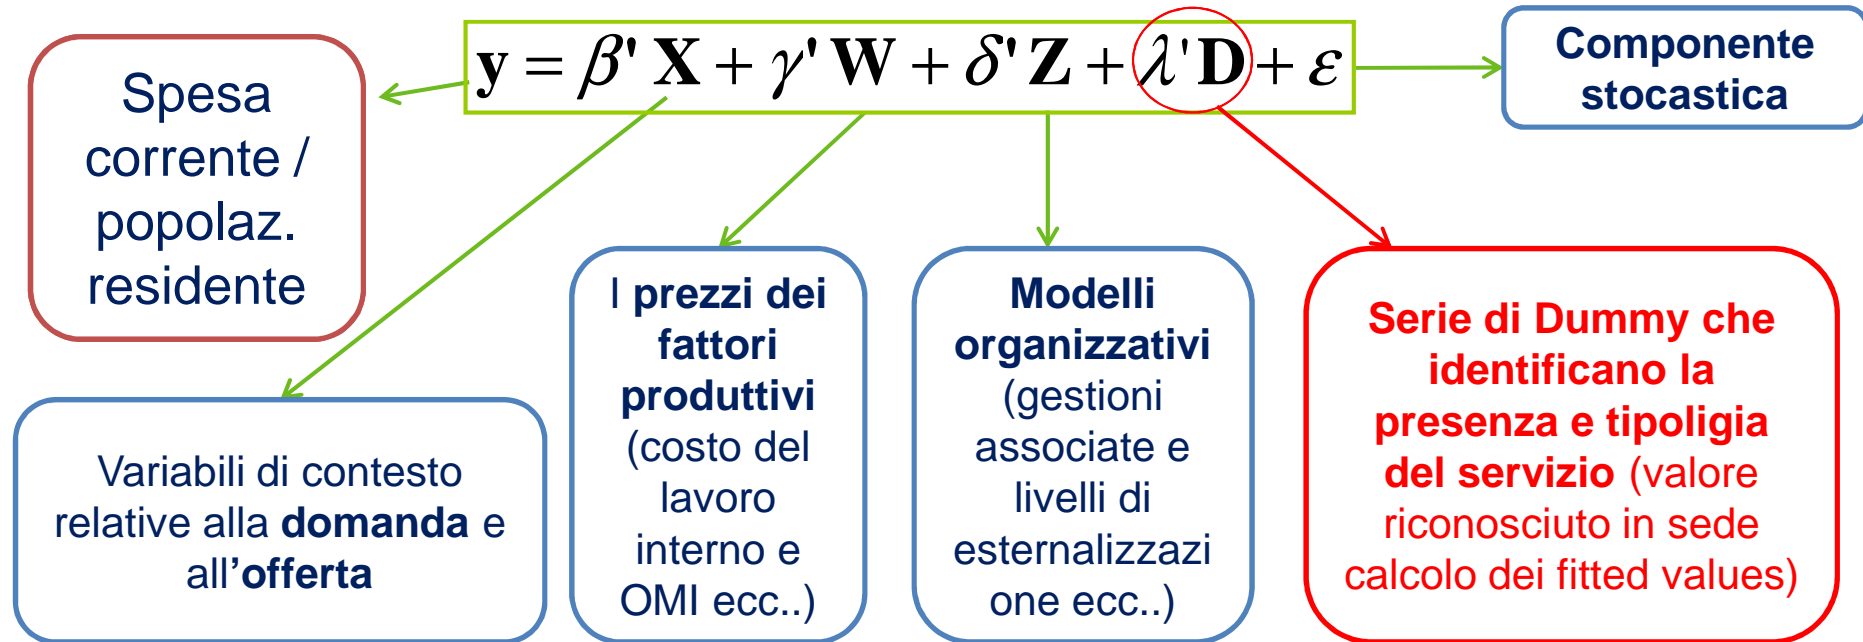 y = β' X + γ' W + δ' Z + λ' D + ε
Componente
stocastica
Spesa
corrente /
popolaz.
residente
Variabili di contesto
relative alla domanda e
all'offerta
I prezzi dei
fattori
produttivi
(costo del
lavoro
interno e
OMI ecc..)
Modelli
organizzativi
(gestioni
associate e
livelli di
esternalizzazi
one ecc..)
Serie di Dummy che
identificano la
presenza e tipoligia
del servizio (valore
riconosciuto in sede
calcolo dei fitted values)